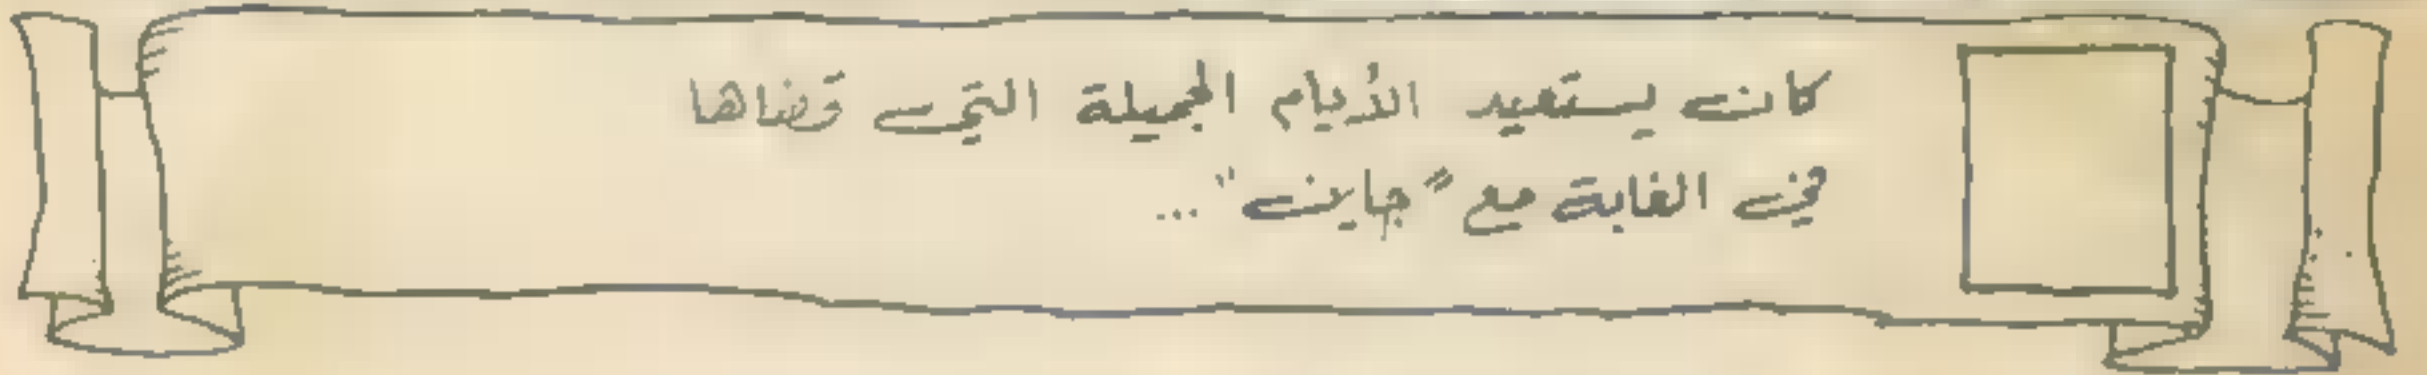 كان يستعيد الأيام الجميلة التي قضاها
في الغابة مع "جاين"...